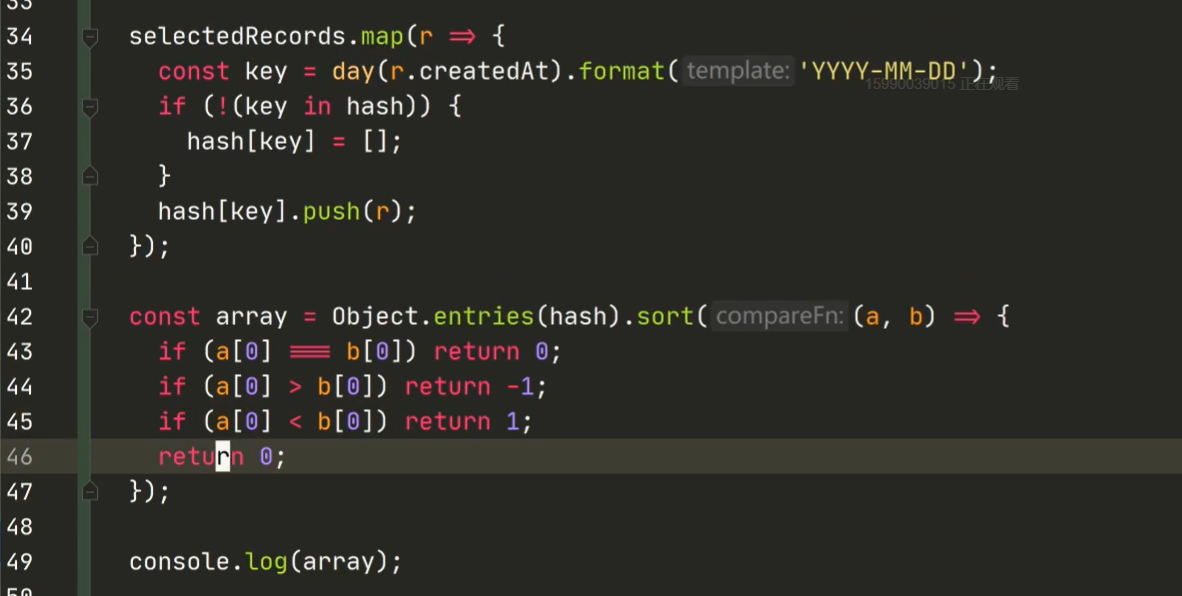 33
34 selectedRecords.map(r => {
35 const key = day(r.createdAt).format( template: 'YYYY-MM-DD');
15990039015 正在观看
36 if (!(key in hash)) {
37 hash[key] = [];
38 }
39 hash[key].push(r);
40 });
41
42 const array = Object.entries(hash).sort( compareFn: (a, b) => {
43 if (a[0] === b[0]) return 0;
44 if (a[0] > b[0]) return -1;
45 if (a[0] < b[0]) return 1;
46 return 0;
47 });
48
49 console.log(array);
50